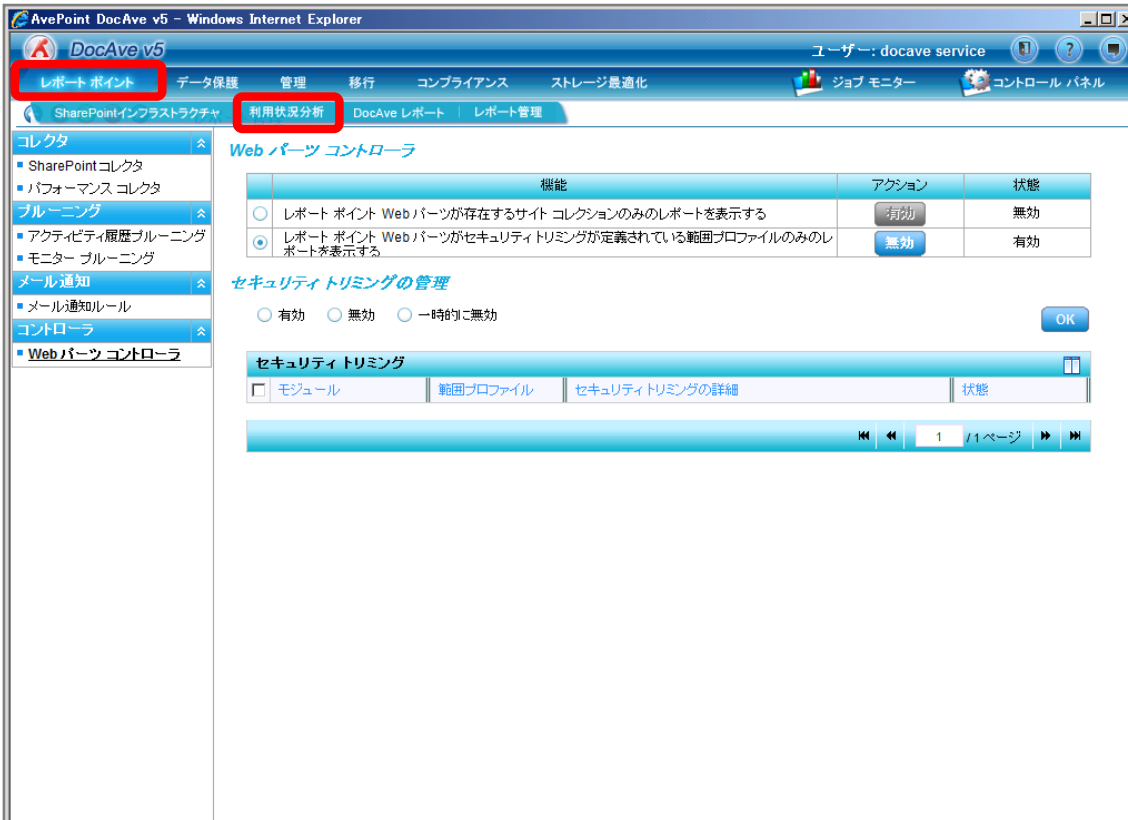 AvePoint DocAve v5 - Windows Internet Explorer
DocAve v5
ユーザー: docave service
レポート ポイント
データ保護
管理
移行
コンプライアンス
ストレージ最適化
ジョブ モニター
コントロール パネル
SharePointインフラストラクチャ
利用状況分析
DocAve レポート
レポート管理
コレクタ
SharePointコレクタ
パフォーマンス コレクタ
プルーニング
アクティビティ履歴プルーニング
モニター プルーニング
メール通知
メール通知ルール
コントローラ
Web パーツ コントローラ
Web パーツ コントローラ
機能
アクション
状態
レポート ポイント Web パーツが存在するサイト コレクションのみのレポートを表示する
有効
無効
レポート ポイント Web パーツがセキュリティトリミングが定義されている範囲プロファイルのみのレ
ポートを表示する
無効
有効
セキュリティ トリミングの管理
有効
無効
一時的に無効
OK
セキュリティ トリミング
モジュール
範囲プロファイル
セキュリティトリミングの詳細
状態
1 /1 ページ